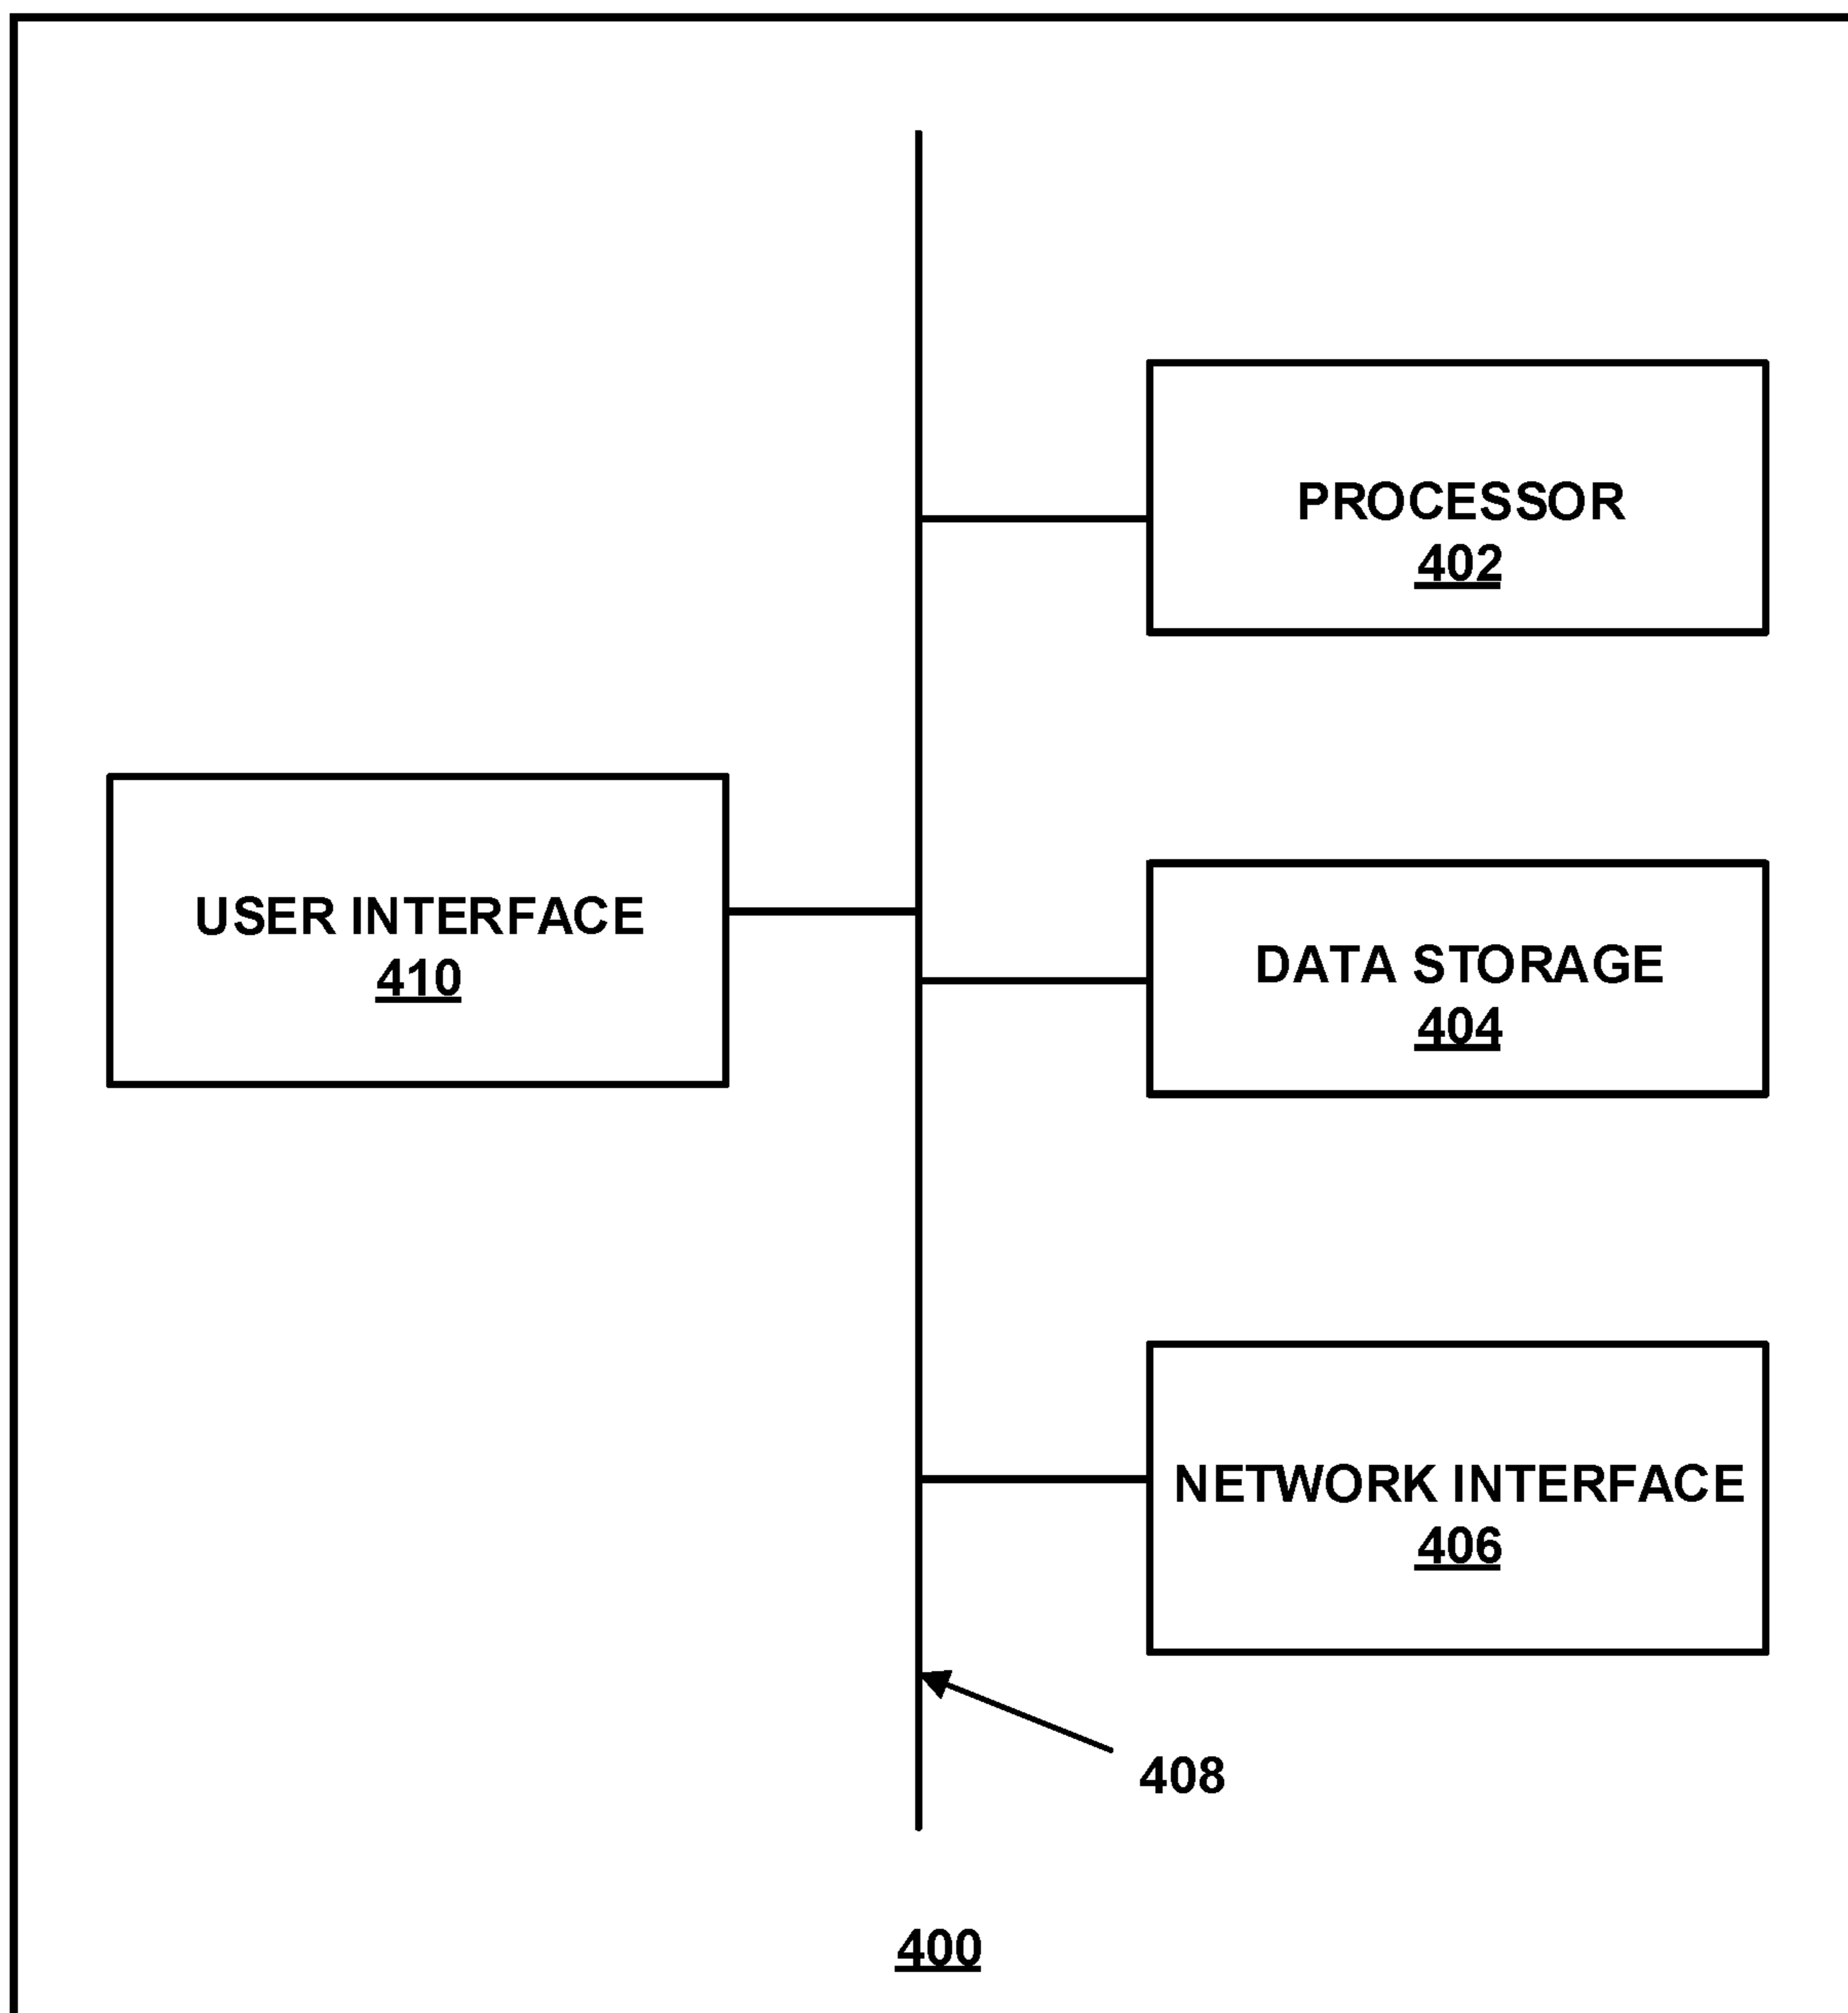 PROCESSOR
402
USER INTERFACE
410
DATA STORAGE
404
NETWORK INTERFACE
406
408
400